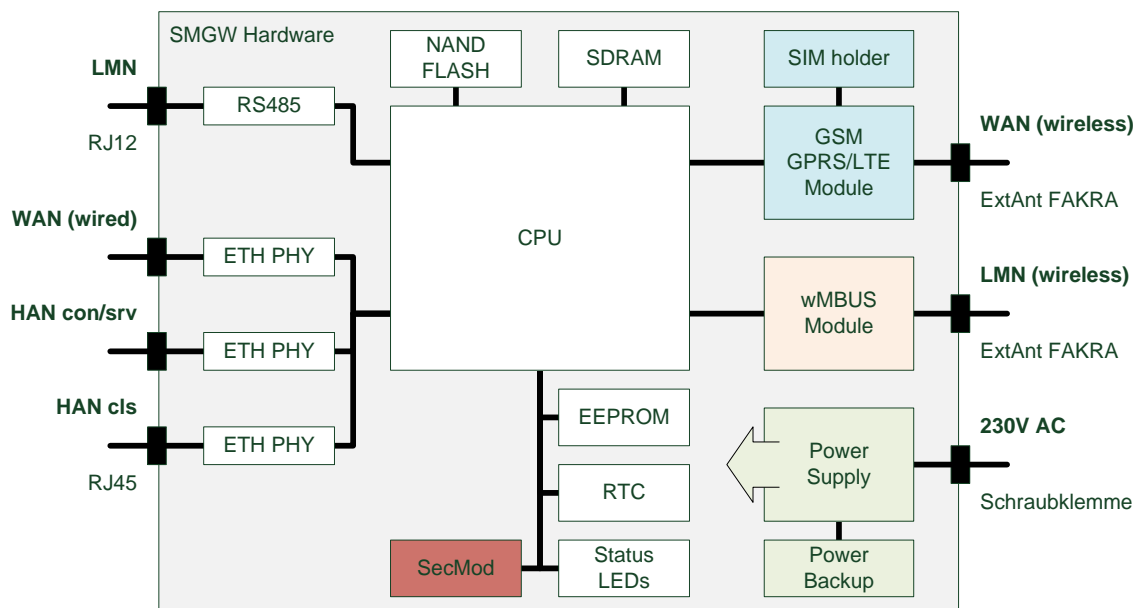 SMGW Hardware
LMN
RJ12
RS485
WAN (wired)
ETH PHY
HAN con/srv
ETH PHY
HAN cls
RJ45
ETH PHY
NAND
FLASH
SDRAM
CPU
SIM holder
GSM
GPRS/LTE
Module
WAN (wireless)
ExtAnt FAKRA
wMBUS
Module
LMN (wireless)
ExtAnt FAKRA
EEPROM
RTC
SecMod
Status
LEDs
Power
Supply
230V AC
Schraubklemme
Power
Backup